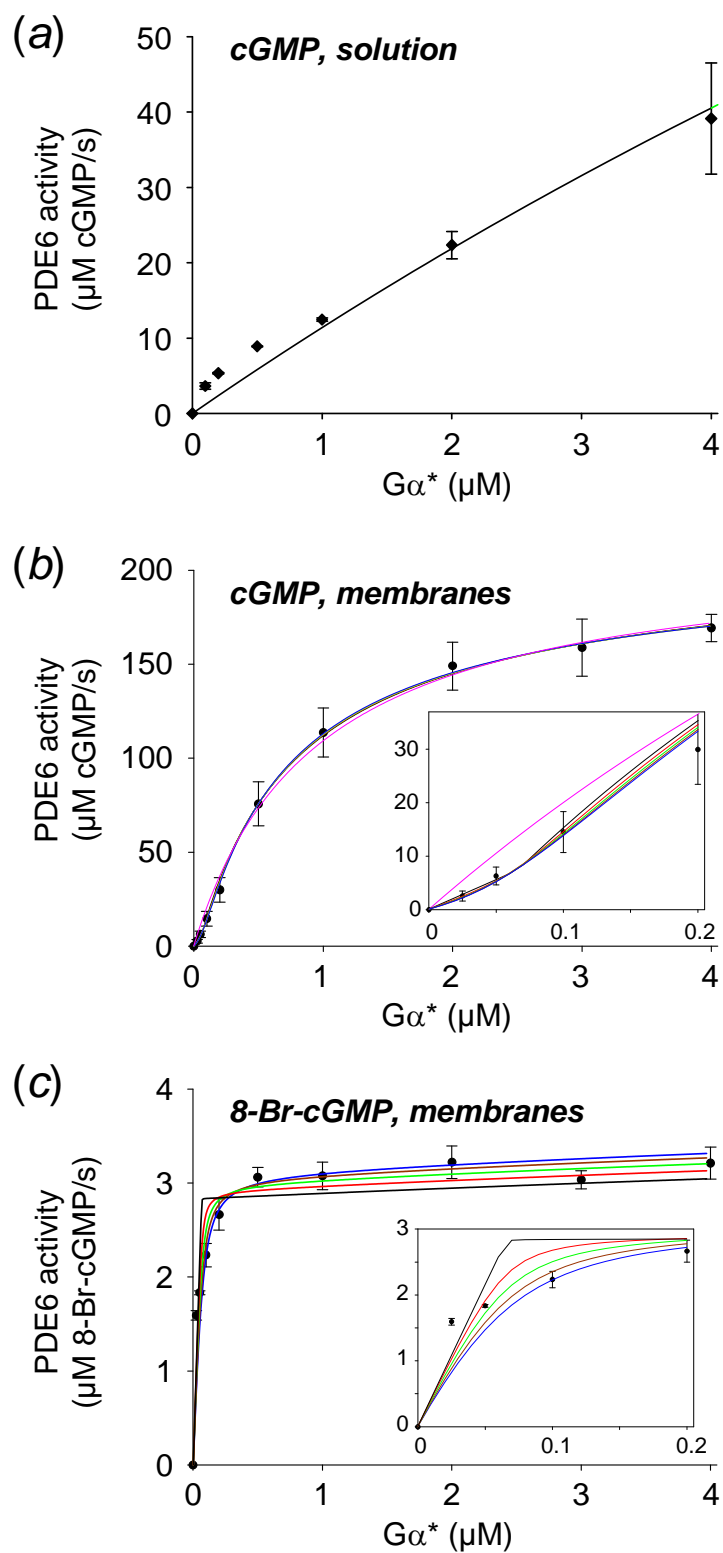 (a)
cGMP, solution
50
40
30
20
10
0
PDE6 activity
(µM cGMP/s)
0 1 2 3 4
Gα* (µM)
(b)
cGMP, membranes
200
150
100
50
0
PDE6 activity
(µM cGMP/s)
30
20
10
0
0 0.1 0.2
0 1 2 3 4
Gα* (µM)
(c)
8-Br-cGMP, membranes
4
3
2
1
0
PDE6 activity
(µM 8-Br-cGMP/s)
3
2
1
0
0 0.1 0.2
0 1 2 3 4
Gα* (µM)